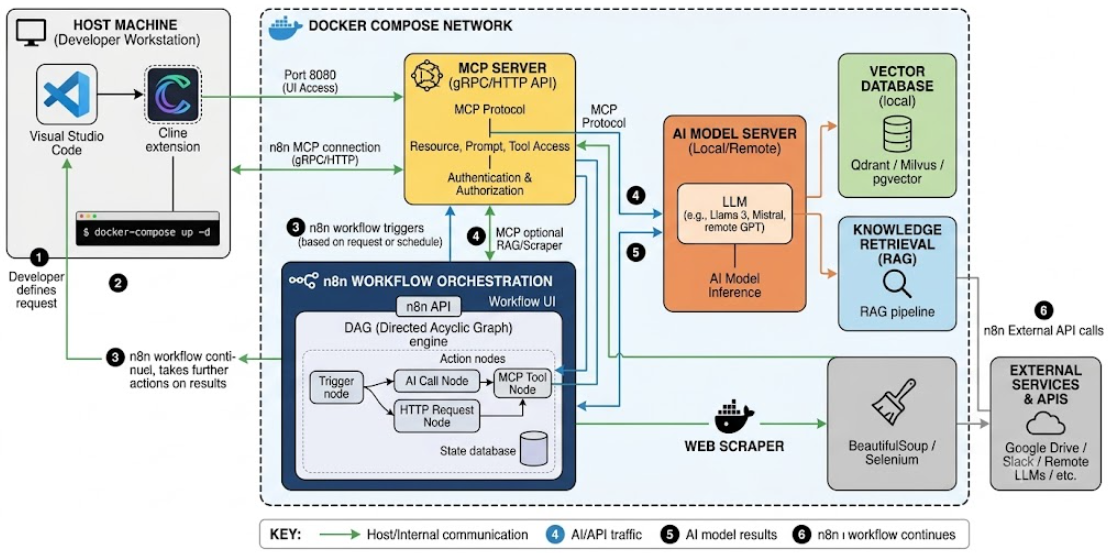 HOST MACHINE
(Developer Workstation)
Visual Studio
Code
Cline
extension
$ docker-compose up -d
1
Developer
defines
request
2
3 n8n workflow conti-
nuel, takes further
actions on results
DOCKER COMPOSE NETWORK
Port 8080
(UI Access)
n8n MCP connection
(gRPC/HTTP)
MCP SERVER
(gRPC/HTTP API)
MCP Protocol
Resource, Prompt, Tool Access
Authentication &
Authorization
3 n8n workflow triggers
(based on request or schedule)
4 MCP optional
RAG/Scraper
MCP
Protocol
4
5
n8n WORKFLOW ORCHESTRATION
Workflow UI
n8n API
DAG (Directed Acyclic Graph)
engine
Action nodes
Trigger
node
AI Call Node
HTTP Request
Node
MCP Tool
Node
State database
AI MODEL SERVER
(Local/Remote)
LLM
(e.g., Llama 3, Mistral,
remote GPT)
AI Model
Inference
VECTOR
DATABASE
(local)
Qdrant / Milvus /
pgvector
KNOWLEDGE
RETRIEVAL
(RAG)
RAG pipeline
WEB SCRAPER
BeautifulSoup /
Selenium
6
n8n External API calls
EXTERNAL
SERVICES
& APIS
Google Drive /
Slack / Remote
LLMs / etc.
KEY: Host/Internal communication 4 AI/API traffic 5 AI model results 6 n8n ı workflow continues